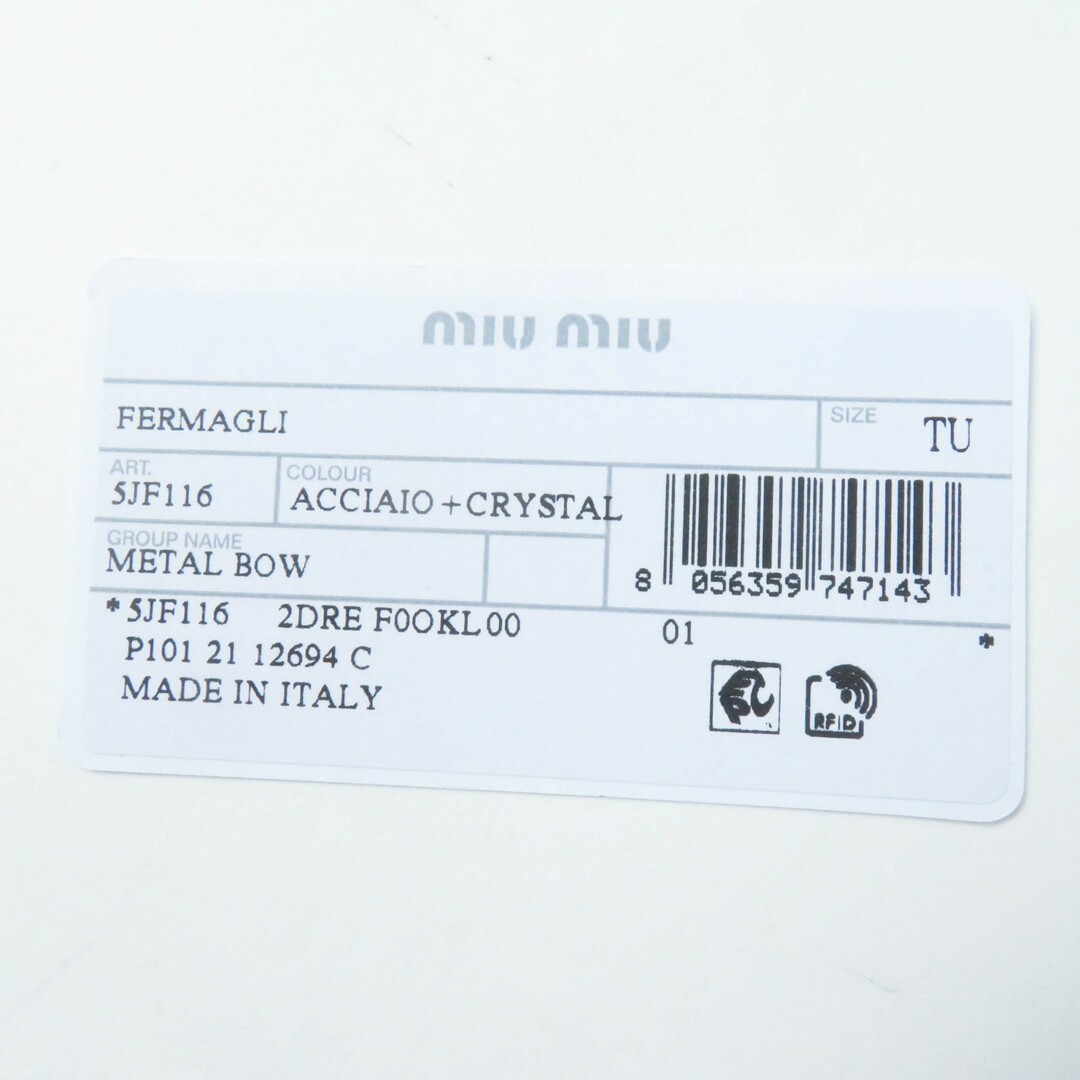 miu miu
FERMAGLI
SIZE TU
ART.
5JF116
COLOUR
ACCIAIO+CRYSTAL
GROUP NAME
METAL BOW
8 056359 747143
*5JF116 2DRE F0OKL00 01 *
P101 21 12694 C
MADE IN ITALY
RFID